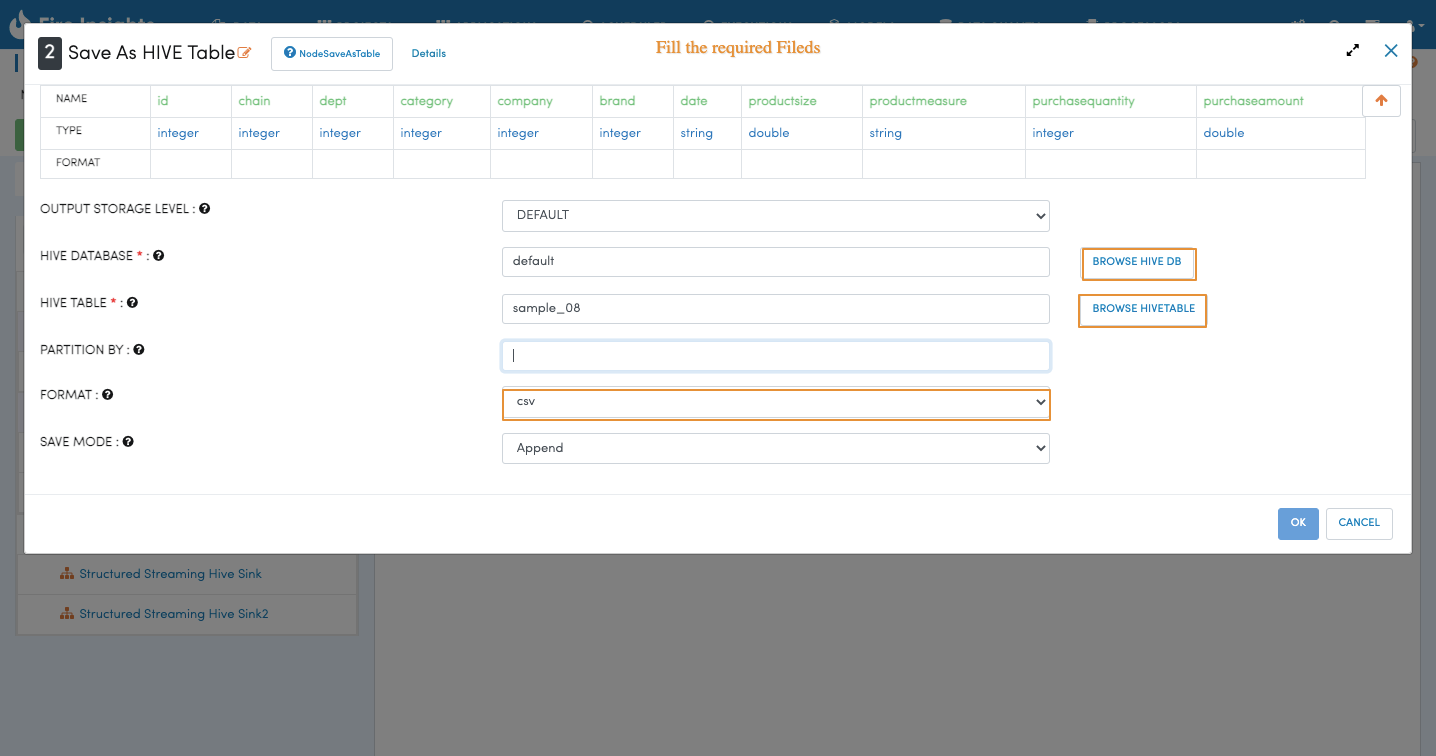 Fire Insights
2 Save As HIVE Table NodeSaveAsTable Details Fill the required Fileds
NAME id chain dept category company brand date productsize productmeasure purchasequantity purchaseamount
TYPE integer integer integer integer integer integer string double string integer double
FORMAT
OUTPUT STORAGE LEVEL : DEFAULT
HIVE DATABASE * : default BROWSE HIVE DB
HIVE TABLE * : sample_08 BROWSE HIVETABLE
PARTITION BY :
FORMAT : csv
SAVE MODE : Append
OK CANCEL
Structured Streaming Hive Sink
Structured Streaming Hive Sink2